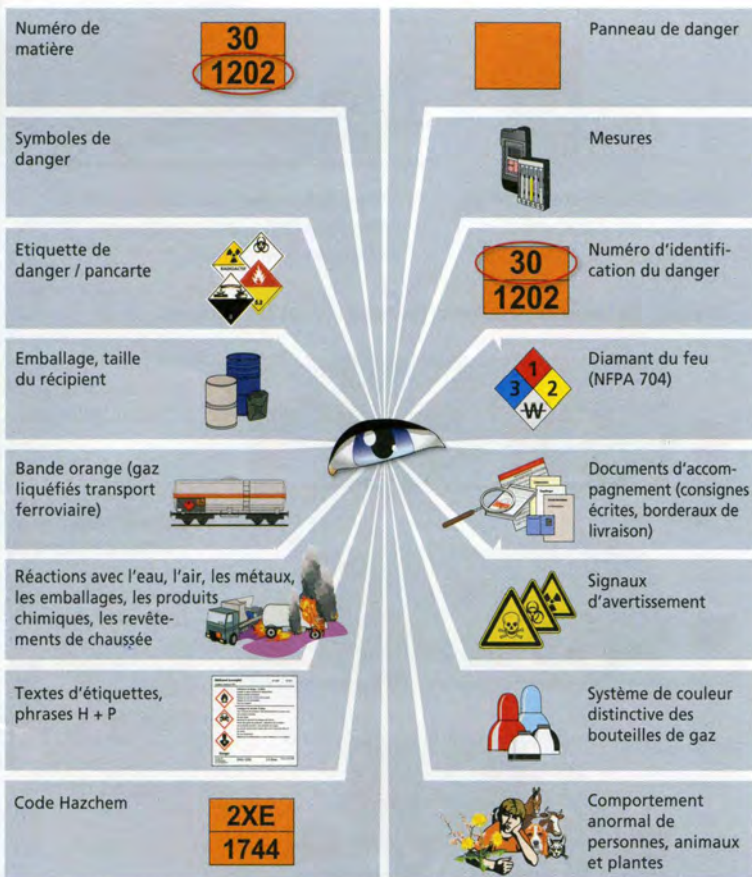 Numéro de
matière
30
1202
Panneau de danger
Symboles de
danger
Mesures
Etiquette de
danger / pancarte
RADIOACTIF
30
1202
Numéro d'identifi-
cation du danger
Emballage, taille
du récipient
1
3
2
W
Diamant du feu
(NFPA 704)
Bande orange (gaz
liquéfiés transport
ferroviaire)
Documents d'accom-
pagnement (consignes
écrites, borderaux de
livraison)
Réactions avec l'eau, l'air, les métaux,
les emballages, les produits
chimiques, les revête-
ments de chaussée
Signaux
d'avertissement
Textes d'étiquettes,
phrases H + P
Système de couleur
distinctive des
bouteilles de gaz
Code Hazchem
2XE
1744
Comportement
anormal de
personnes, animaux
et plantes